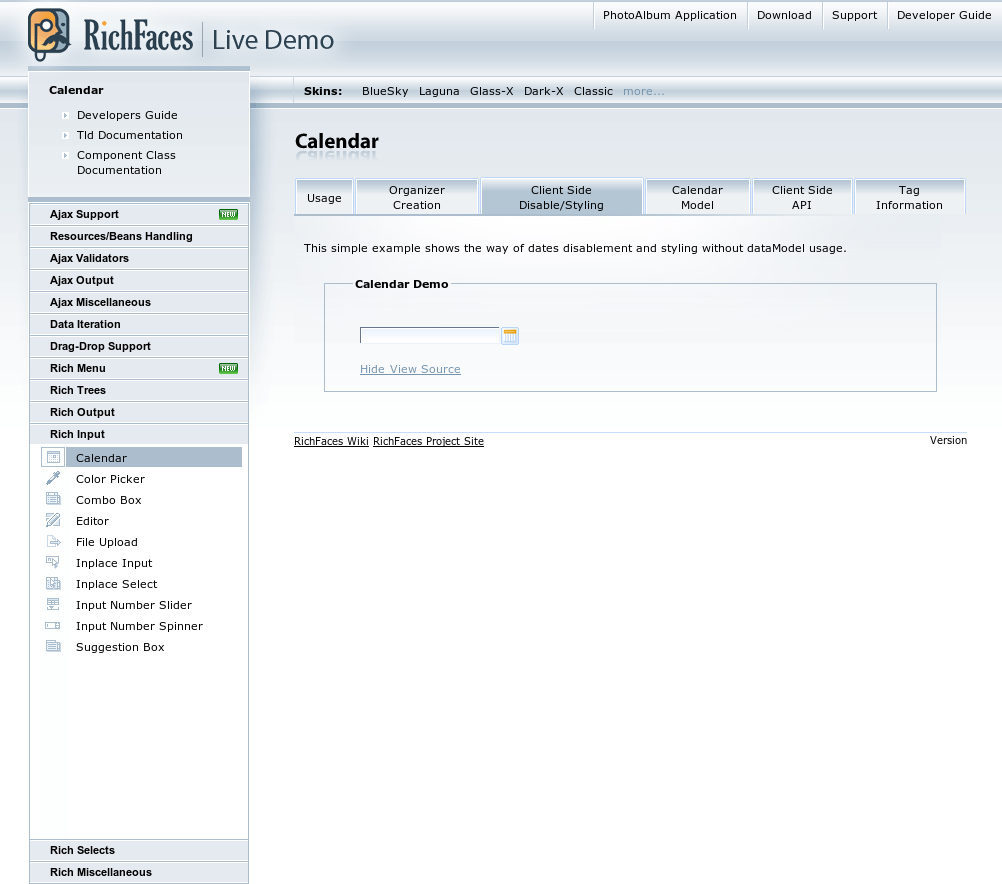 PhotoAlbum Application
Download
Support
Developer Guide
RichFaces
Live Demo
Skins:
BlueSky
Laguna
Glass-X
Dark-X
Classic
more...
Calendar
Developers Guide
Tld Documentation
Component Class
Documentation
Ajax Support
NEW
Resources/Beans Handling
Ajax Validators
Ajax Output
Ajax Miscellaneous
Data Iteration
Drag-Drop Support
Rich Menu
NEW
Rich Trees
Rich Output
Rich Input
Calendar
Color Picker
Combo Box
Editor
File Upload
Inplace Input
Inplace Select
Input Number Slider
Input Number Spinner
Suggestion Box
Rich Selects
Rich Miscellaneous
Calendar
Usage
Organizer
Creation
Client Side
Disable/Styling
Calendar
Model
Client Side
API
Tag
Information
This simple example shows the way of dates disablement and styling without dataModel usage.
Calendar Demo
Hide View Source
RichFaces Wiki RichFaces Project Site
Version